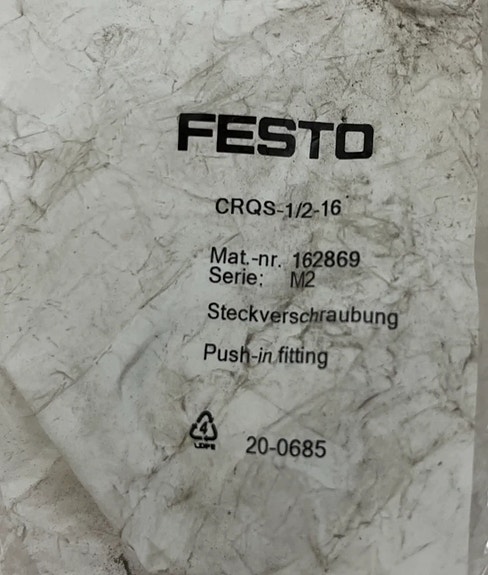 FESTO
CRQS-1/2-16
Mat.-nr. 162869
Serie: M2
Steckverschraubung
Push-in fitting
4
LDPE
20-0685